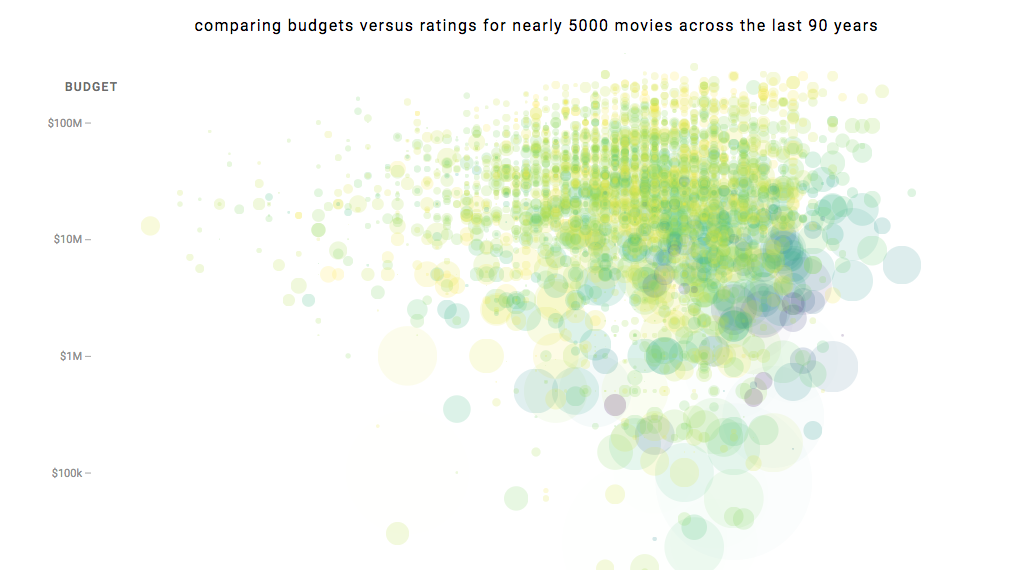 comparing budgets versus ratings for nearly 5000 movies across the last 90 years
BUDGET
$100M
$10M
$1M
$100k